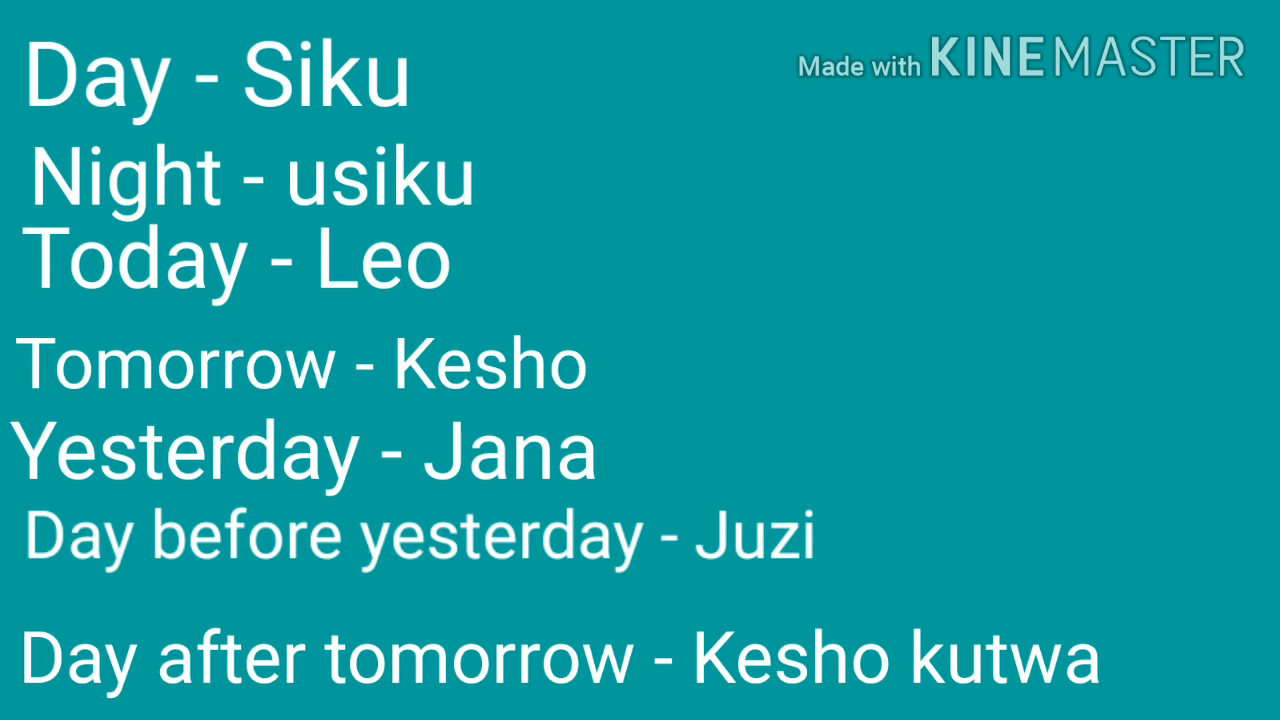 Day - Siku
Made with KINEMASTER
Night - usiku
Today - Leo
Tomorrow - Kesho
Yesterday - Jana
Day before yesterday - Juzi
Day after tomorrow - Kesho kutwa